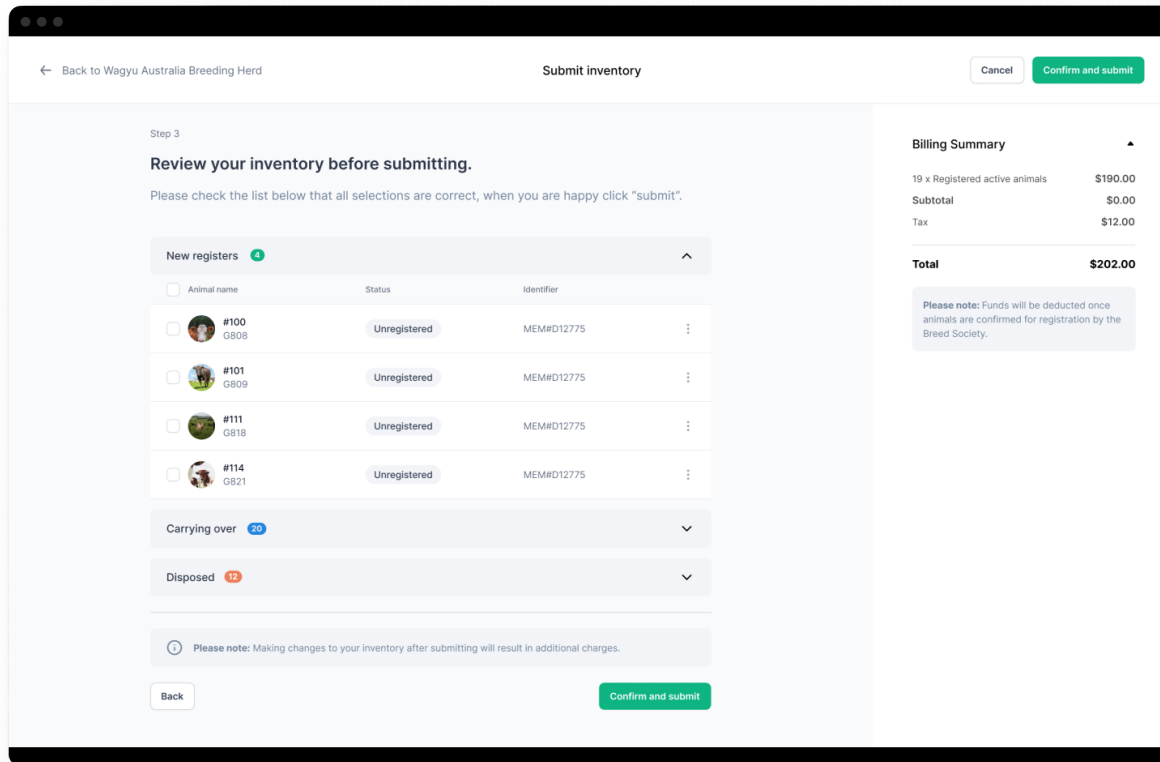 Back to Wagyu Australia Breeding Herd
Submit inventory
Cancel
Confirm and submit
Step 3
Review your inventory before submitting.
Please check the list below that all selections are correct, when you are happy click “submit”.
New registers 4
Animal name Status Identifier
#100
G808
Unregistered
MEM#D12775
#101
G809
Unregistered
MEM#D12775
#111
G818
Unregistered
MEM#D12775
#114
G821
Unregistered
MEM#D12775
Carrying over 20
Disposed 12
Please note: Making changes to your inventory after submitting will result in additional charges.
Back
Confirm and submit
Billing Summary
19 x Registered active animals $190.00
Subtotal $0.00
Tax $12.00
Total $202.00
Please note: Funds will be deducted once
animals are confirmed for registration by the
Breed Society.